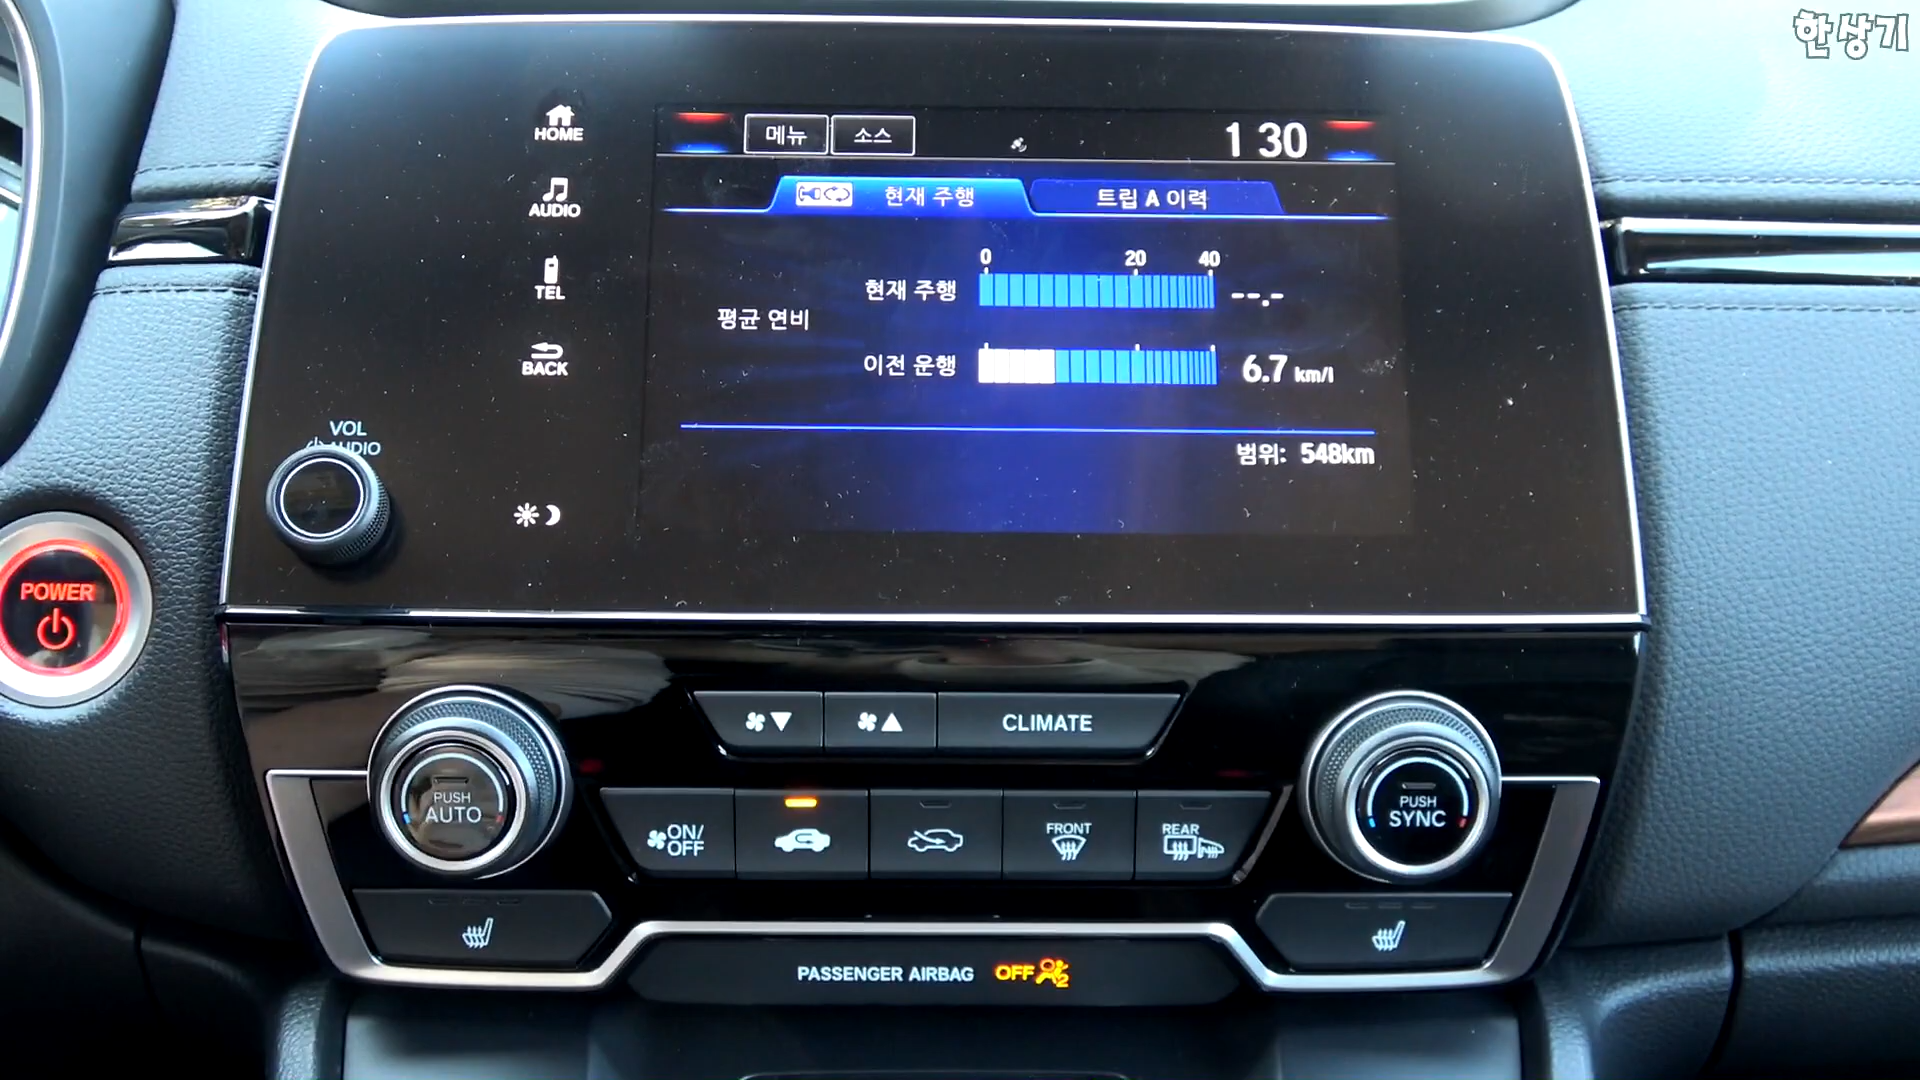 한상기
HOME
AUDIO
TEL
BACK
VOL
AUDIO
POWER
메뉴 소스 1 30
현재 주행 트립 A 이력
0 20 40
현재 주행 --.-
평균 연비
이전 운행 6.7 km/l
범위: 548km
CLIMATE
PUSH
AUTO
ON/
OFF
FRONT
REAR
PUSH
SYNC
PASSENGER AIRBAG OFF 2